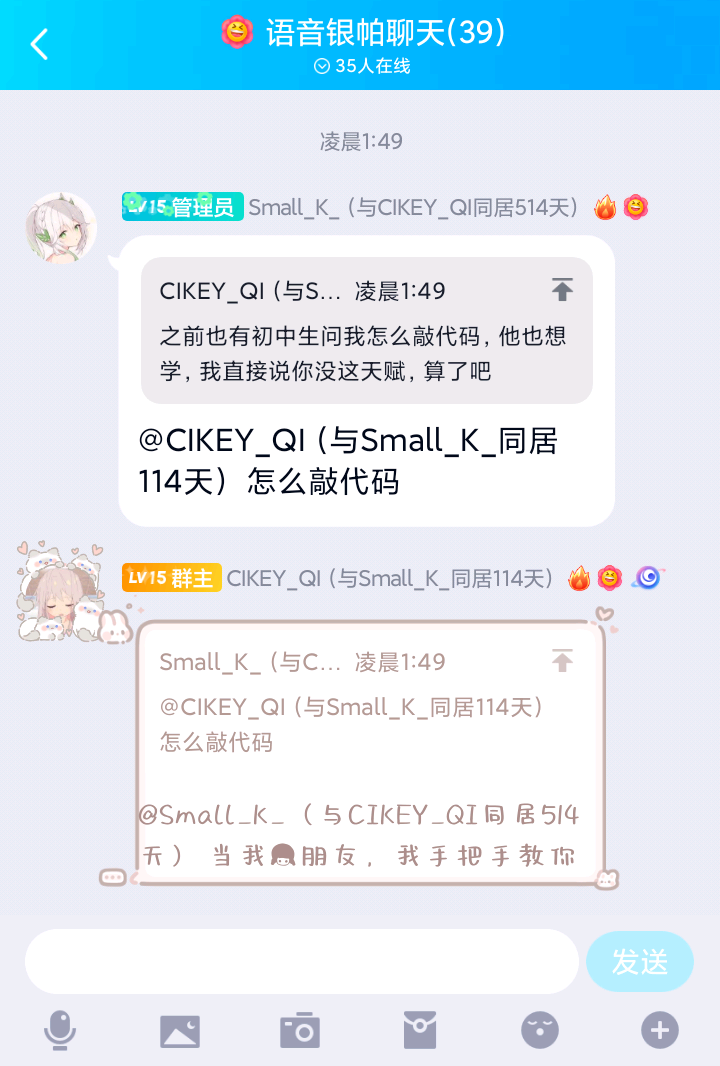 语音银帕聊天(39)
35人在线
凌晨1:49
LV15 管理员 Small_K_ (与CIKEY_QI同居514天)
CIKEY_QI (与S... 凌晨1:49
之前也有初中生问我怎么敲代码, 他也想
学, 我直接说你没这天赋, 算了吧
@CIKEY_QI (与Small_K_同居
114天) 怎么敲代码
LV15 群主 CIKEY_QI (与Small_K_同居114天)
Small_K_ (与C... 凌晨1:49
@CIKEY_QI (与Small_K_同居114天)
怎么敲代码
@Small_K_ (与CIKEY_QI同居514
天) 当我👧朋友, 我手把手教你
发送